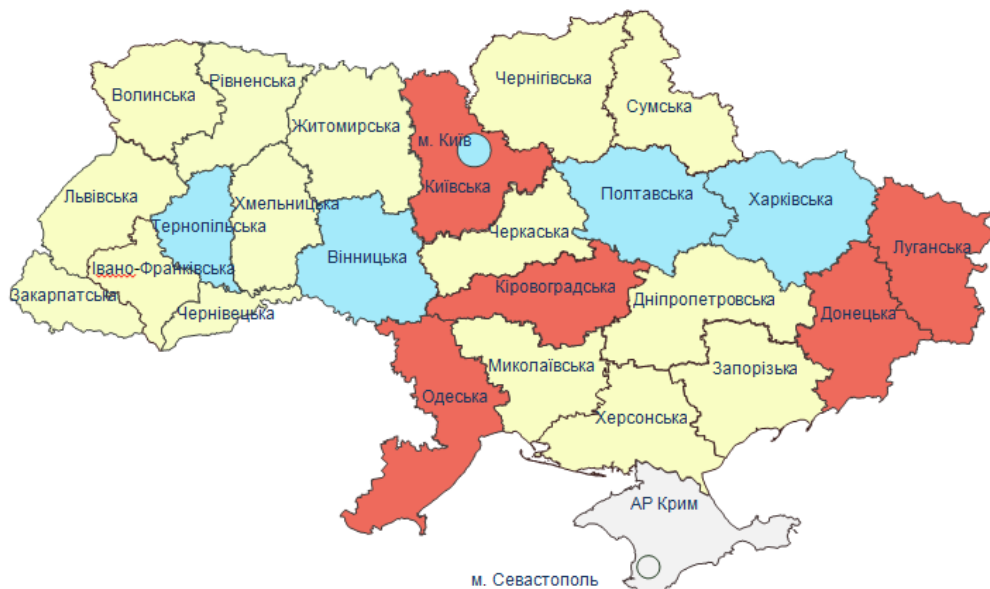 Чернігівська
Рівненська
Волинська
Сумська
Житомирська
м. Київ
Київська
Львівська
Полтавська
Харківська
Хмельницька
Тернопільська
Черкаська
Луганська
Вінницька
Івано-Франківська
Кіровоградська
Закарпатська
Дніпропетровська
Чернівецька
Донецька
Миколаївська
Запорізька
Одеська
Херсонська
АР Крим
м. Севастополь